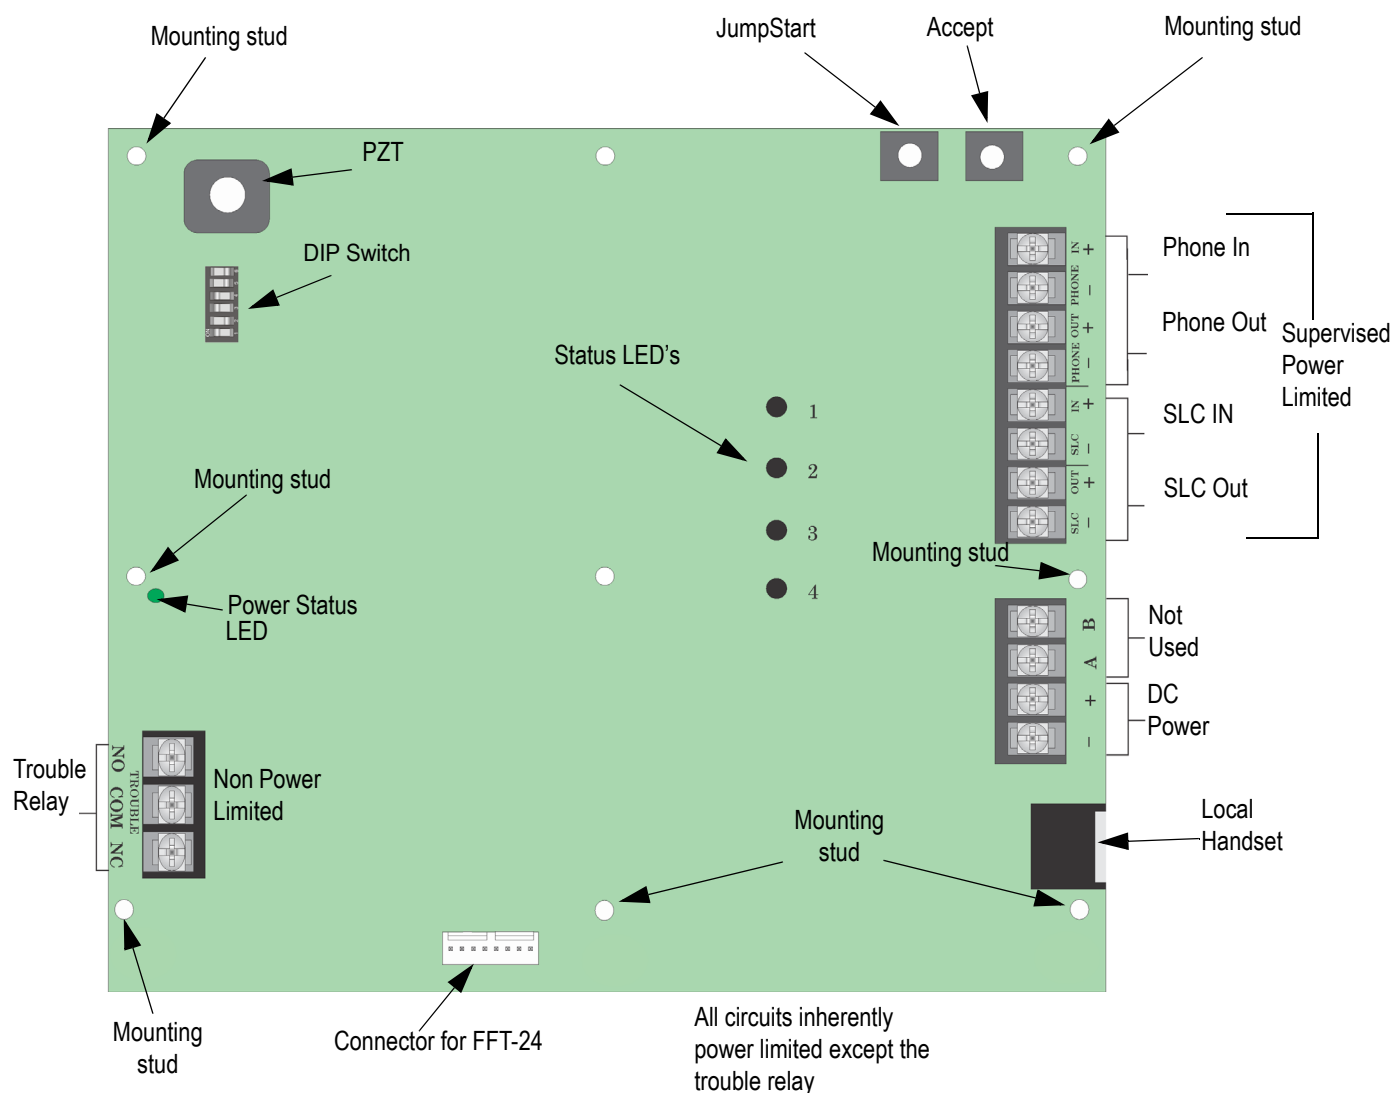 JumpStart
Accept
Mounting stud
Mounting stud
PZT
DIP Switch
ON
Status LED's
1
2
3
4
Mounting stud
Power Status
LED
PHONE IN
+
−
PHONE OUT
+
−
SLC IN
+
−
SLC OUT
+
−
Phone In
Phone Out
SLC IN
SLC Out
Supervised
Power
Limited
Mounting stud
B
A
+
−
Not
Used
DC
Power
Trouble
Relay
NO COM NC
TROUBLE
Non Power
Limited
Mounting
stud
Local
Handset
Mounting
stud
Connector for FFT-24
All circuits inherently
power limited except the
trouble relay